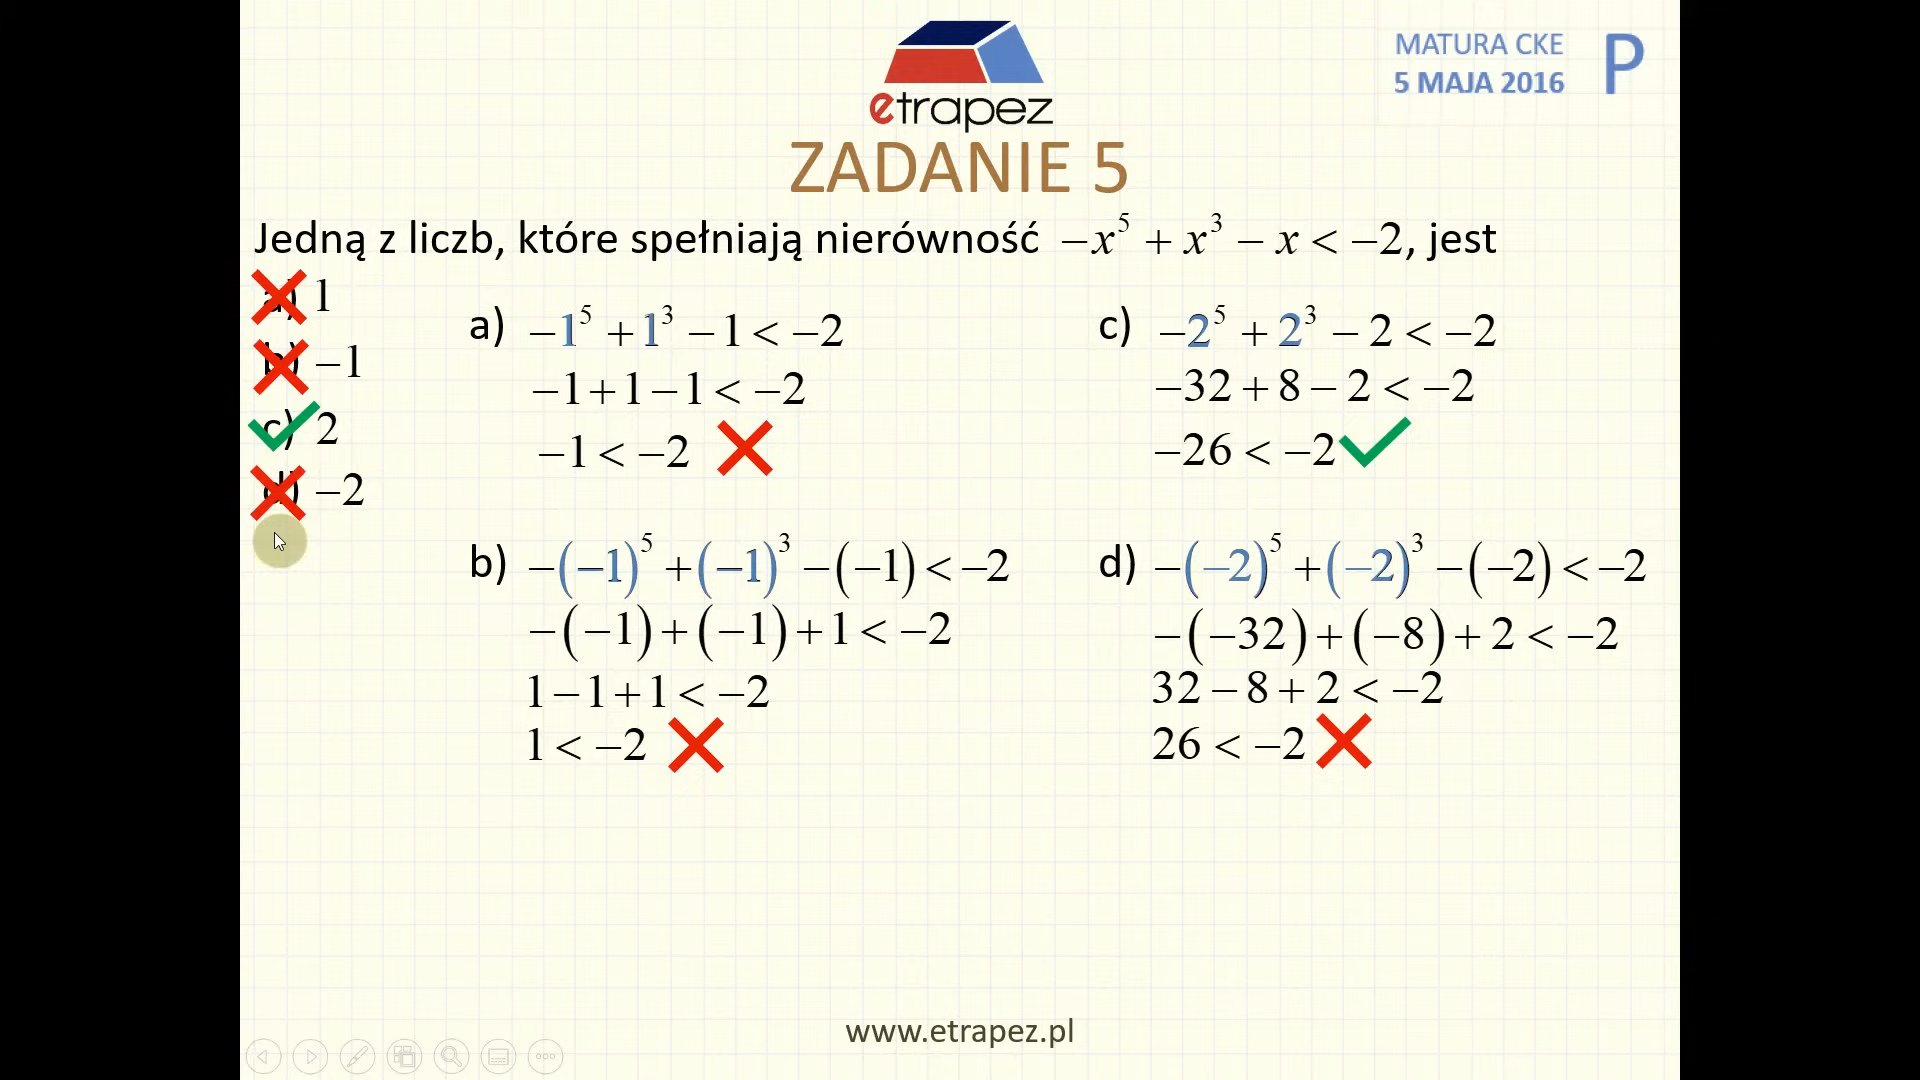 etrapez
MATURA CKE
5 MAJA 2016
P
ZADANIE 5
Jedną z liczb, które spełniają nierówność −x⁵ + x³ − x < −2, jest
a) 1
b) −1
c) 2
d) −2
a) −1⁵ + 1³ − 1 < −2
−1 + 1 − 1 < −2
−1 < −2
b) −(−1)⁵ + (−1)³ − (−1) < −2
−(−1) + (−1) + 1 < −2
1 − 1 + 1 < −2
1 < −2
c) −2⁵ + 2³ − 2 < −2
−32 + 8 − 2 < −2
−26 < −2
d) −(−2)⁵ + (−2)³ − (−2) < −2
−(−32) + (−8) + 2 < −2
32 − 8 + 2 < −2
26 < −2
www.etrapez.pl